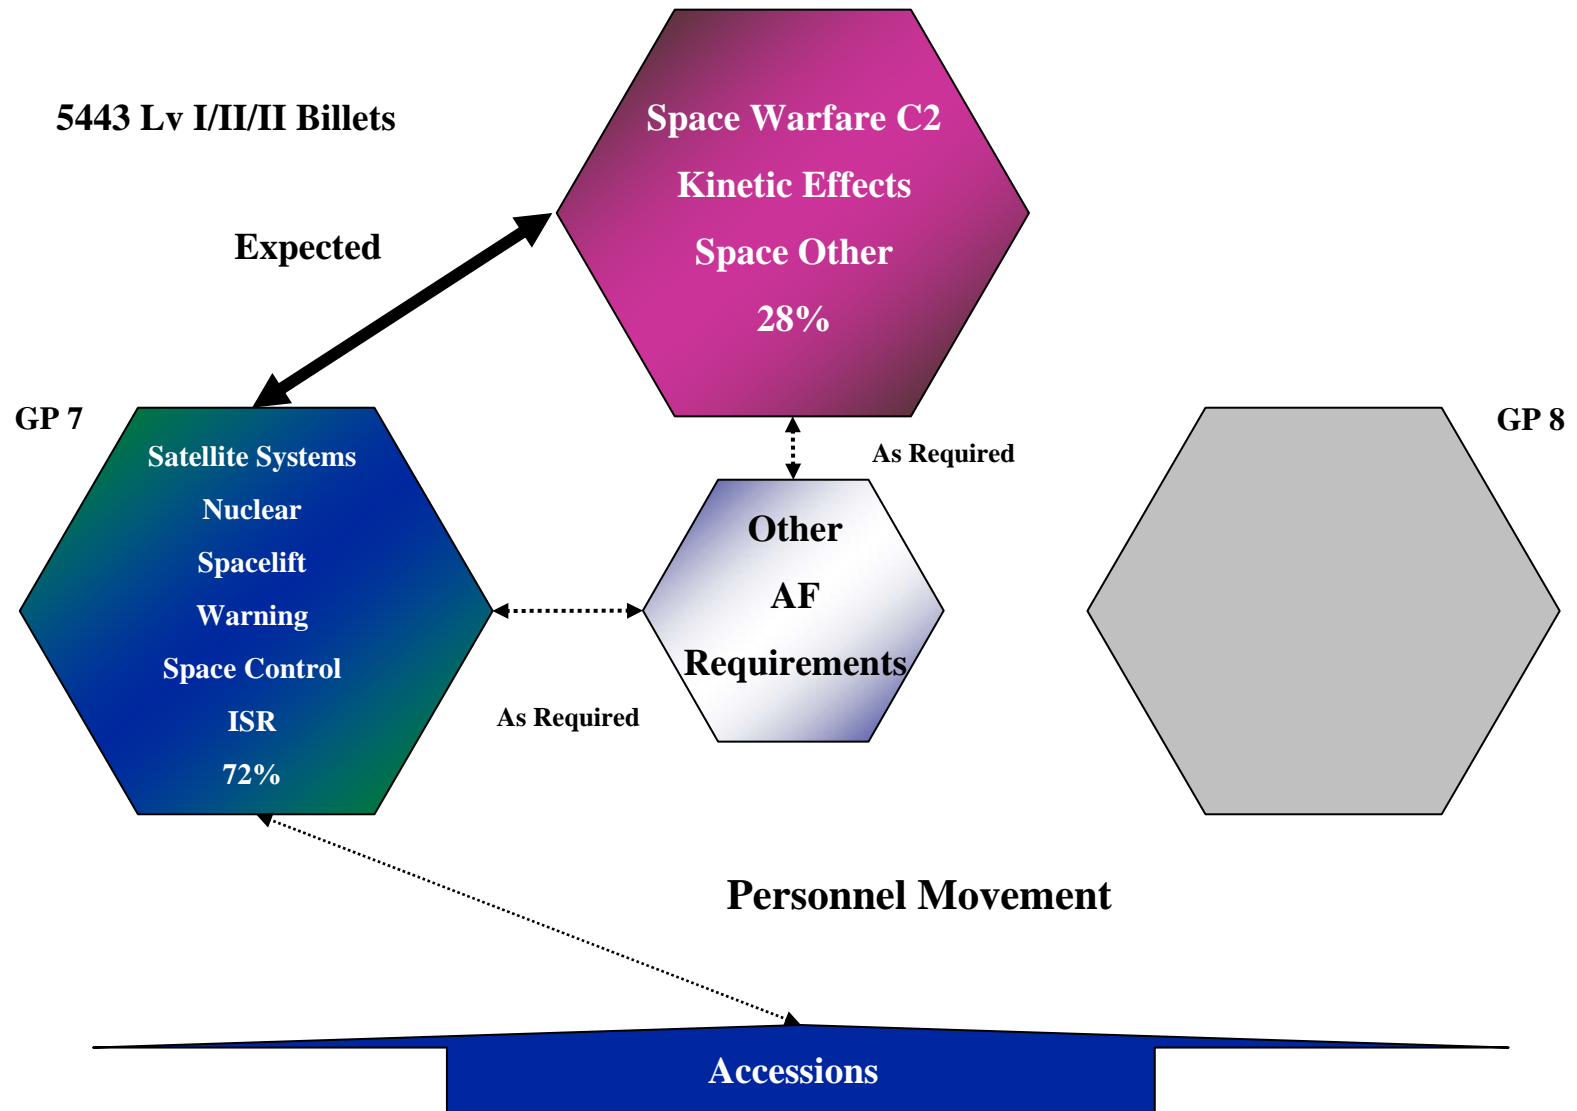 5443 Lv I/II/II Billets
Space Warfare C2
Kinetic Effects
Space Other
28%
Expected
GP 7
Satellite Systems
Nuclear
Spacelift
Warning
Space Control
ISR
72%
As Required
Other
AF
Requirements
As Required
GP 8
Personnel Movement
Accessions